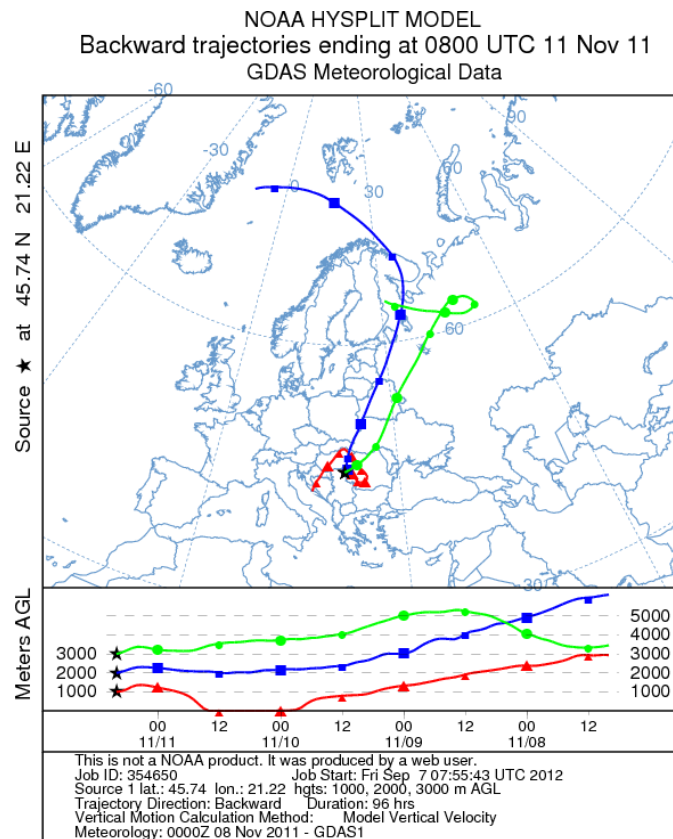 NOAA HYSPLIT MODEL
Backward trajectories ending at 0800 UTC 11 Nov 11
GDAS Meteorological Data
Source ★ at 45.74 N 21.22 E
-60
-30
0
30
60
90
60
-30
Meters AGL
3000
2000
1000
5000
4000
3000
2000
1000
00 12 00 12 00 12 00 12
11/11 11/10 11/09 11/08
This is not a NOAA product. It was produced by a web user.
Job ID: 354650 Job Start: Fri Sep 7 07:55:43 UTC 2012
Source 1 lat.: 45.74 lon.: 21.22 hgts: 1000, 2000, 3000 m AGL
Trajectory Direction: Backward Duration: 96 hrs
Vertical Motion Calculation Method: Model Vertical Velocity
Meteorology: 0000Z 08 Nov 2011 - GDAS1